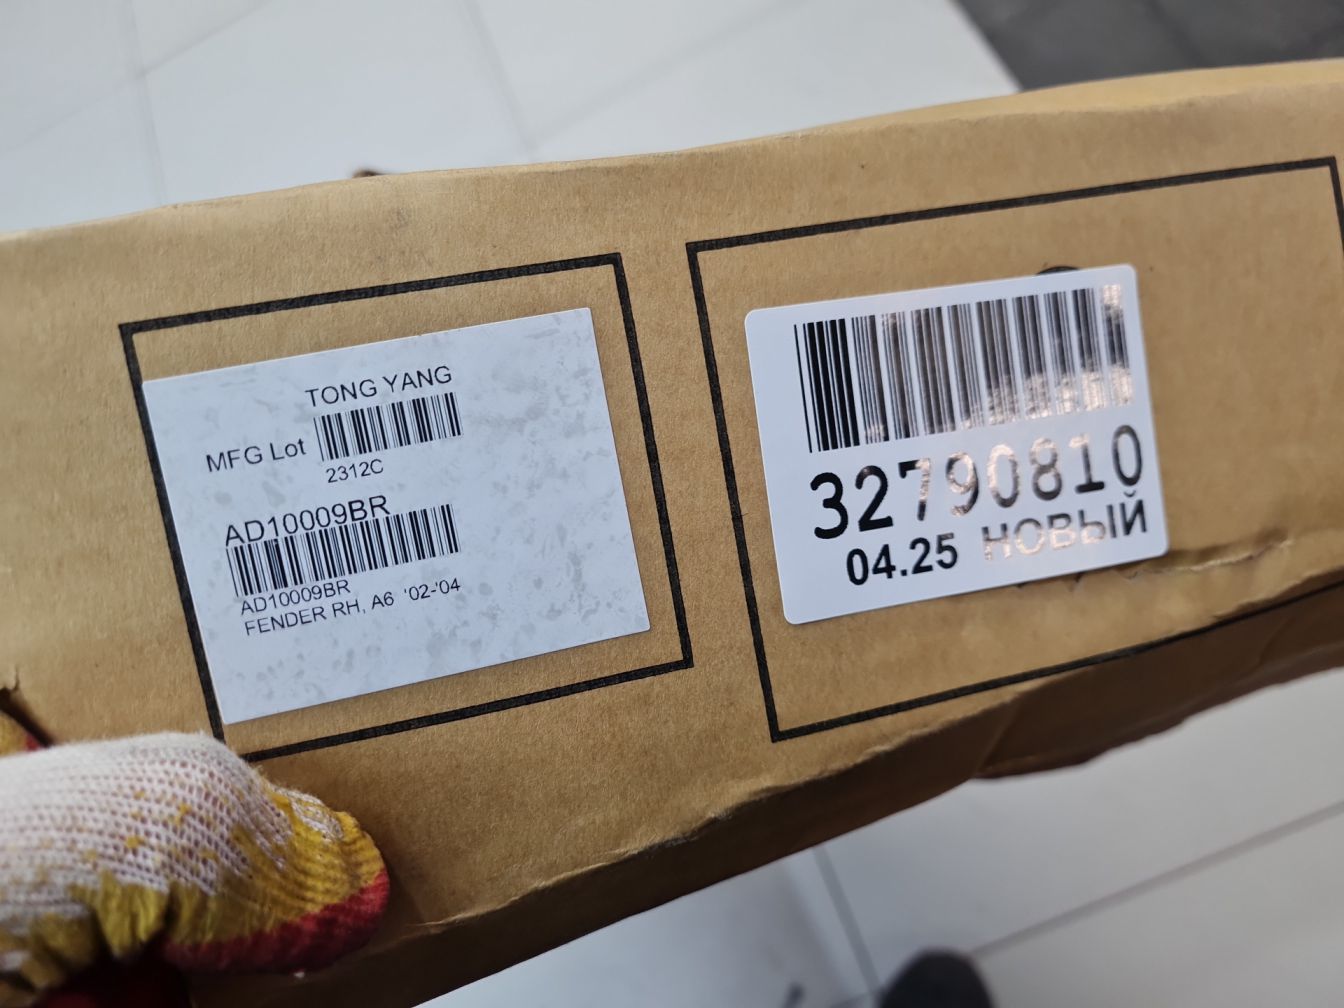 TONG YANG
MFG Lot
2312C
AD10009BR
AD10009BR
FENDER RH, A6 '02-'04
32790810
04.25 НОВЫЙ